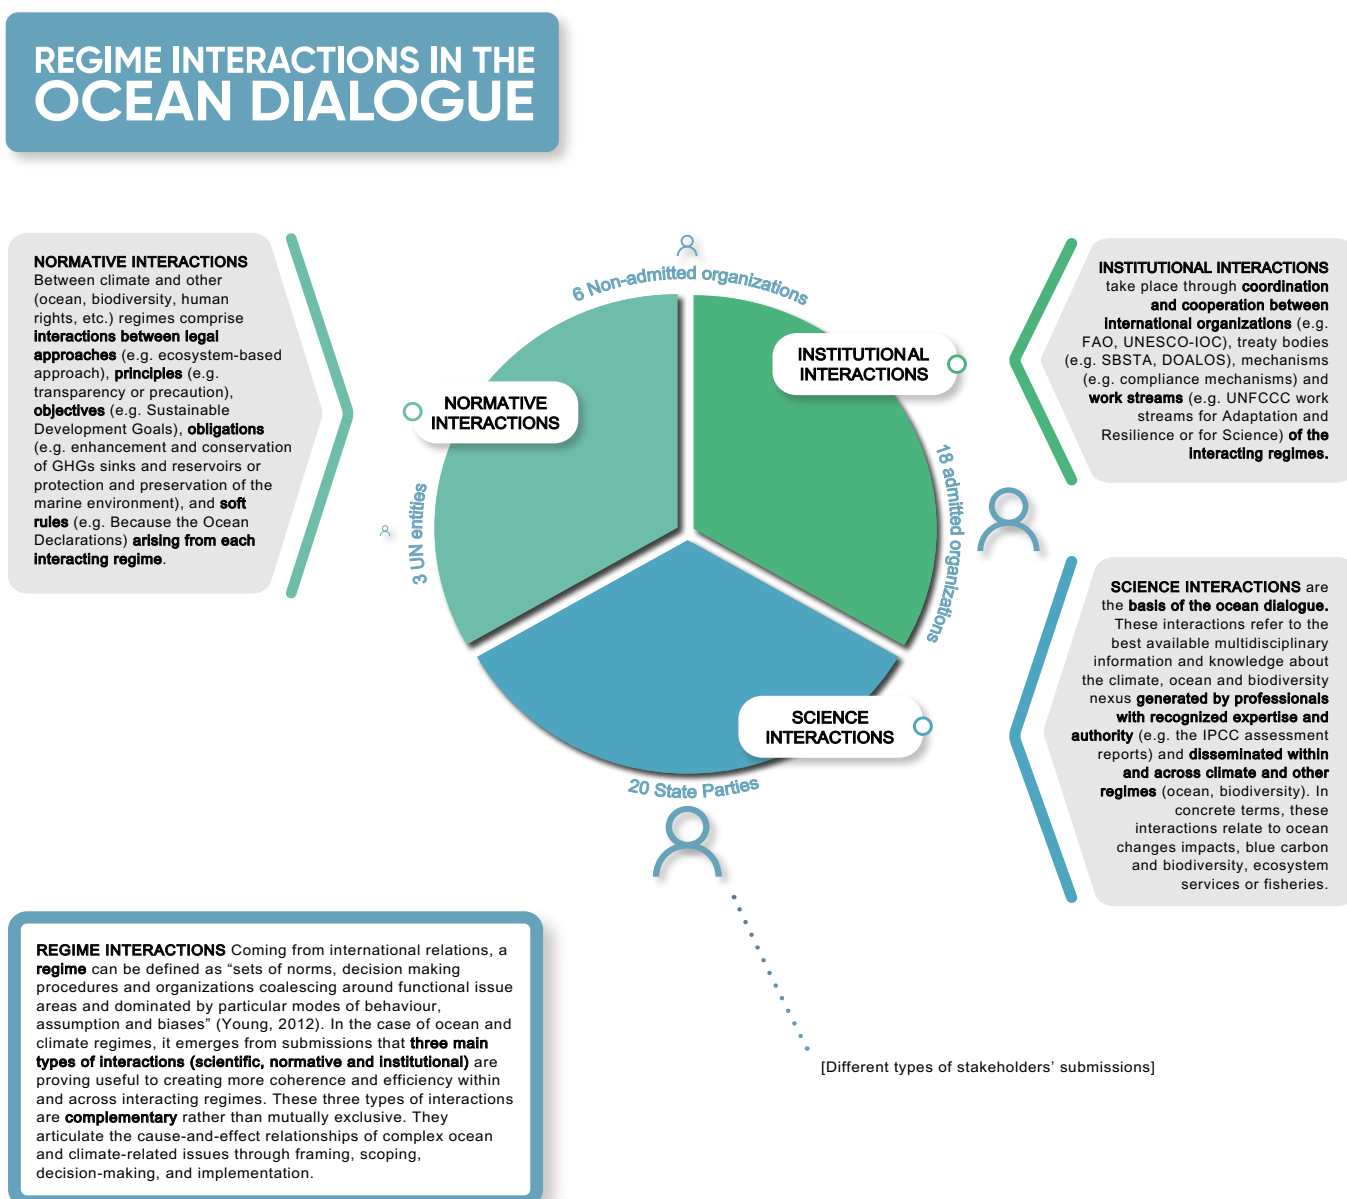 REGIME INTERACTIONS IN THE
OCEAN DIALOGUE
NORMATIVE INTERACTIONS
Between climate and other
(ocean, biodiversity, human
rights, etc.) regimes comprise
interactions between legal
approaches (e.g. ecosystem-based
approach), principles (e.g.
transparency or precaution),
objectives (e.g. Sustainable
Development Goals), obligations
(e.g. enhancement and conservation
of GHGs sinks and reservoirs or
protection and preservation of the
marine environment), and soft
rules (e.g. Because the Ocean
Declarations) arising from each
interacting regime.
6 Non-admitted organizations
NORMATIVE
INTERACTIONS
INSTITUTIONAL
INTERACTIONS
3 UN entities
18 admitted organizations
SCIENCE
INTERACTIONS
20 State Parties
INSTITUTIONAL INTERACTIONS
take place through coordination
and cooperation between
international organizations (e.g.
FAO, UNESCO-IOC), treaty bodies
(e.g. SBSTA, DOALOS), mechanisms
(e.g. compliance mechanisms) and
work streams (e.g. UNFCCC work
streams for Adaptation and
Resilience or for Science) of the
interacting regimes.
SCIENCE INTERACTIONS are
the basis of the ocean dialogue.
These interactions refer to the
best available multidisciplinary
information and knowledge about
the climate, ocean and biodiversity
nexus generated by professionals
with recognized expertise and
authority (e.g. the IPCC assessment
reports) and disseminated within
and across climate and other
regimes (ocean, biodiversity). In
concrete terms, these
interactions relate to ocean
changes impacts, blue carbon
and biodiversity, ecosystem
services or fisheries.
REGIME INTERACTIONS Coming from international relations, a
regime can be defined as “sets of norms, decision making
procedures and organizations coalescing around functional issue
areas and dominated by particular modes of behaviour,
assumption and biases” (Young, 2012). In the case of ocean and
climate regimes, it emerges from submissions that three main
types of interactions (scientific, normative and institutional) are
proving useful to creating more coherence and efficiency within
and across interacting regimes. These three types of interactions
are complementary rather than mutually exclusive. They
articulate the cause-and-effect relationships of complex ocean
and climate-related issues through framing, scoping,
decision-making, and implementation.
[Different types of stakeholders’ submissions]